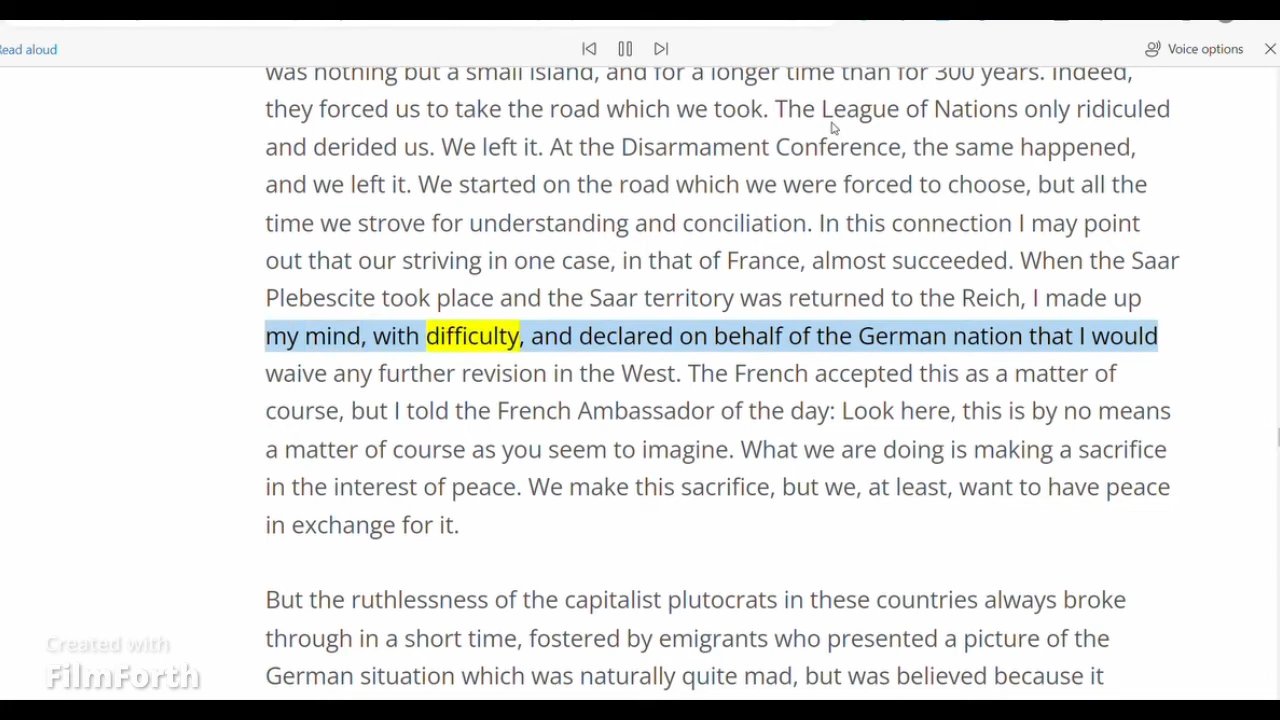 Read aloud
Voice options
was nothing but a small island, and for a longer time than for 300 years. Indeed,
they forced us to take the road which we took. The League of Nations only ridiculed
and derided us. We left it. At the Disarmament Conference, the same happened,
and we left it. We started on the road which we were forced to choose, but all the
time we strove for understanding and conciliation. In this connection I may point
out that our striving in one case, in that of France, almost succeeded. When the Saar
Plebescite took place and the Saar territory was returned to the Reich, I made up
my mind, with difficulty, and declared on behalf of the German nation that I would
waive any further revision in the West. The French accepted this as a matter of
course, but I told the French Ambassador of the day: Look here, this is by no means
a matter of course as you seem to imagine. What we are doing is making a sacrifice
in the interest of peace. We make this sacrifice, but we, at least, want to have peace
in exchange for it.
But the ruthlessness of the capitalist plutocrats in these countries always broke
through in a short time, fostered by emigrants who presented a picture of the
German situation which was naturally quite mad, but was believed because it
Created with
FilmForth